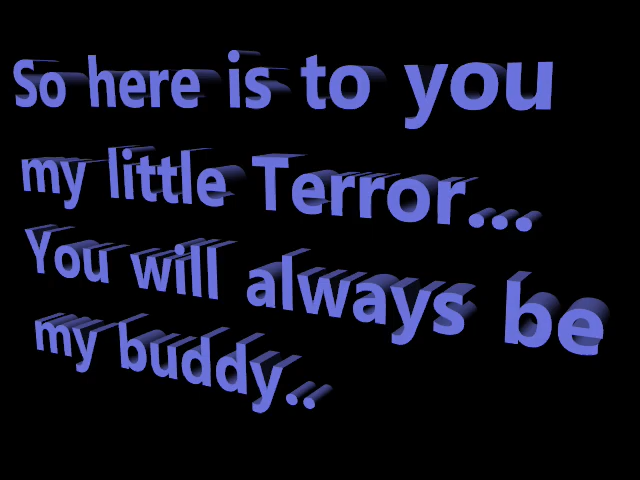 So here is to you
my little Terror...
You will always be
my buddy..